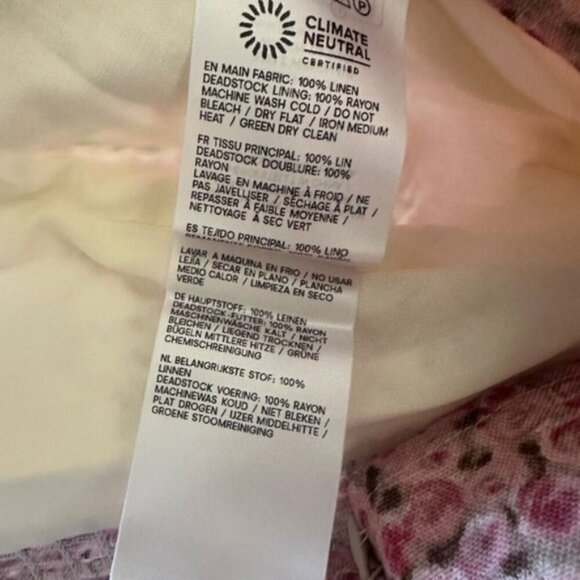 P
CLIMATE
NEUTRAL
CERTIFIED
EN MAIN FABRIC: 100% LINEN
DEADSTOCK LINING: 100% RAYON
MACHINE WASH COLD / DO NOT
BLEACH / DRY FLAT / IRON MEDIUM
HEAT / GREEN DRY CLEAN
FR TISSU PRINCIPAL: 100% LIN
DEADSTOCK DOUBLURE: 100%
RAYON
LAVAGE EN MACHINE À FROID / NE
PAS JAVELLISER / SÉCHAGE À PLAT /
REPASSER À FAIBLE MOYENNE /
NETTOYAGE À SEC VERT
ES TEJIDO PRINCIPAL: 100% LINO
LAVAR A MAQUINA EN FRIO / NO USAR
LEJÍA / SECAR EN PLANO / PLANCHA
MEDIO CALOR / LIMPIEZA EN SECO
VERDE
DE HAUPTSTOFF: 100% LEINEN
DEADSTOCK-FUTTER: 100% RAYON
MASCHINENWÄSCHE KALT / NICHT
BLEICHEN / LIEGEND TROCKNEN /
BÜGELN MITTLERE HITZE / GRÜNE
CHEMISCHREINIGUNG
NL BELANGRIJKSTE STOF: 100%
LINNEN
DEADSTOCK VOERING: 100% RAYON
MACHINEWAS KOUD / NIET BLEKEN /
PLAT DROGEN / IJZER MIDDELHITTE /
GROENE STOOMREINIGING